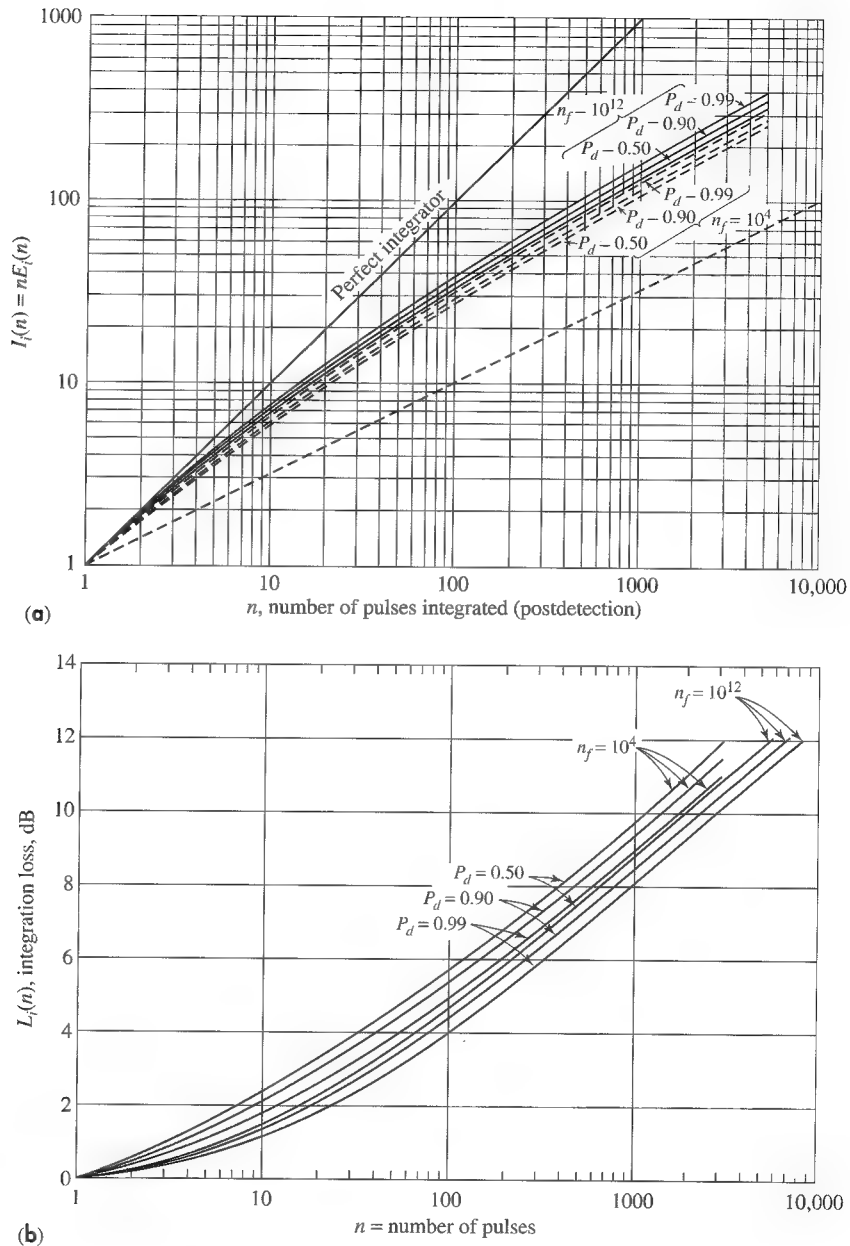 1000
100
10
1
I_i(n) = nE_i(n)
Perfect integrator
n_f – 10^12
P_d – 0.99
P_d – 0.90
P_d – 0.50
P_d – 0.99
P_d – 0.90
P_d – 0.50
n_f = 10^4
1 10 100 1000 10,000
n, number of pulses integrated (postdetection)
(a)
14
12
10
8
6
4
2
0
L_i(n), integration loss, dB
n_f = 10^12
n_f = 10^4
P_d = 0.50
P_d = 0.90
P_d = 0.99
1 10 100 1000 10,000
n = number of pulses
(b)